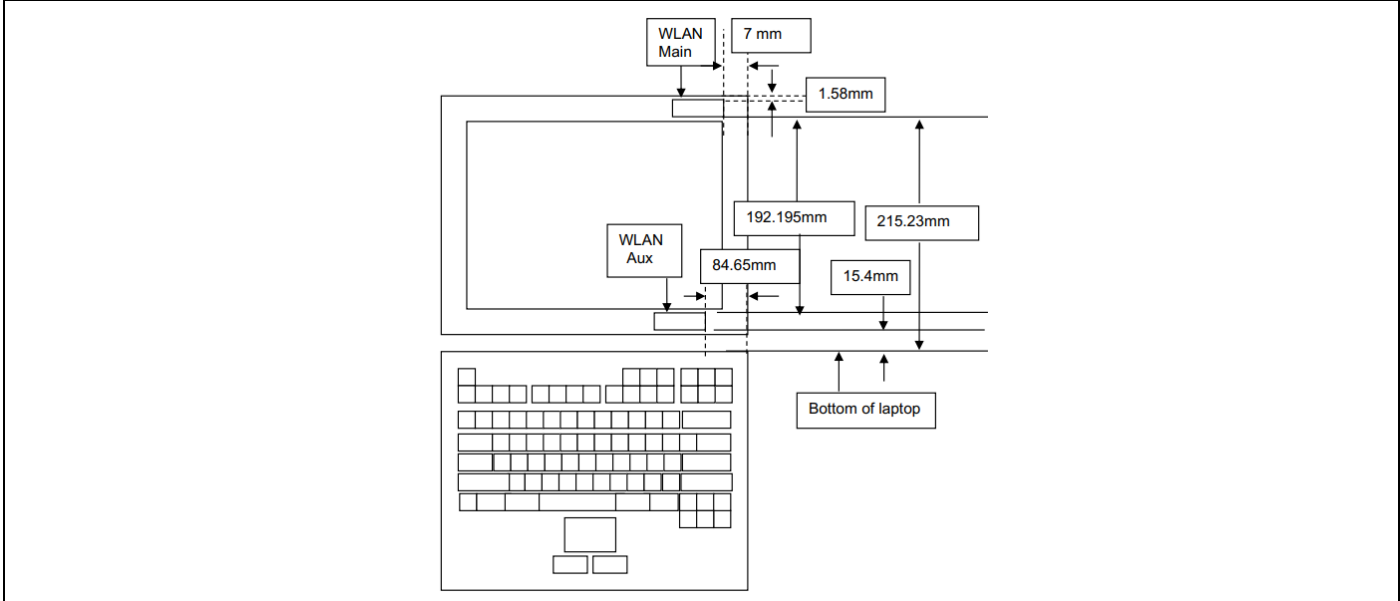 WLAN
Main
7 mm
1.58mm
192.195mm
215.23mm
WLAN
Aux
84.65mm
15.4mm
Bottom of laptop